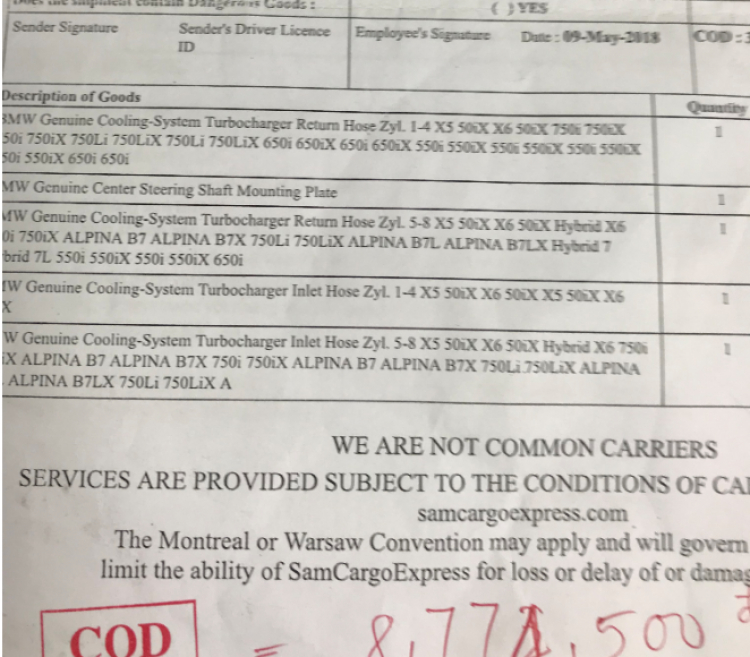 Does the shipment contain Dangerous Goods :
( ) YES
Sender Signature
Sender's Driver Licence
ID
Employee's Signature
Date : 09-May-2018
COD :
Description of Goods
Quantity
BMW Genuine Cooling-System Turbocharger Return Hose Zyl. 1-4 X5 50iX X6 50iX 750i 750iX
50i 750iX 750Li 750LiX 750Li 750LiX 650i 650iX 650i 650iX 550i 550iX 550i 550iX 550i 550iX
50i 550iX 650i 650i
1
MW Genuine Center Steering Shaft Mounting Plate
1
MW Genuine Cooling-System Turbocharger Return Hose Zyl. 5-8 X5 50iX X6 50iX Hybrid X6
0i 750iX ALPINA B7 ALPINA B7X 750Li 750LiX ALPINA B7L ALPINA B7LX Hybrid 7
brid 7L 550i 550iX 550i 550iX 650i
1
W Genuine Cooling-System Turbocharger Inlet Hose Zyl. 1-4 X5 50iX X6 50iX X5 50iX X6
X
1
W Genuine Cooling-System Turbocharger Inlet Hose Zyl. 5-8 X5 50iX X6 50iX Hybrid X6 750i
iX ALPINA B7 ALPINA B7X 750i 750iX ALPINA B7 ALPINA B7X 750Li 750LiX ALPINA
ALPINA B7LX 750Li 750LiX A
1
WE ARE NOT COMMON CARRIERS
SERVICES ARE PROVIDED SUBJECT TO THE CONDITIONS OF CA
samcargoexpress.com
The Montreal or Warsaw Convention may apply and will govern
limit the ability of SamCargoExpress for loss or delay of or damag
COD = 8,771,500